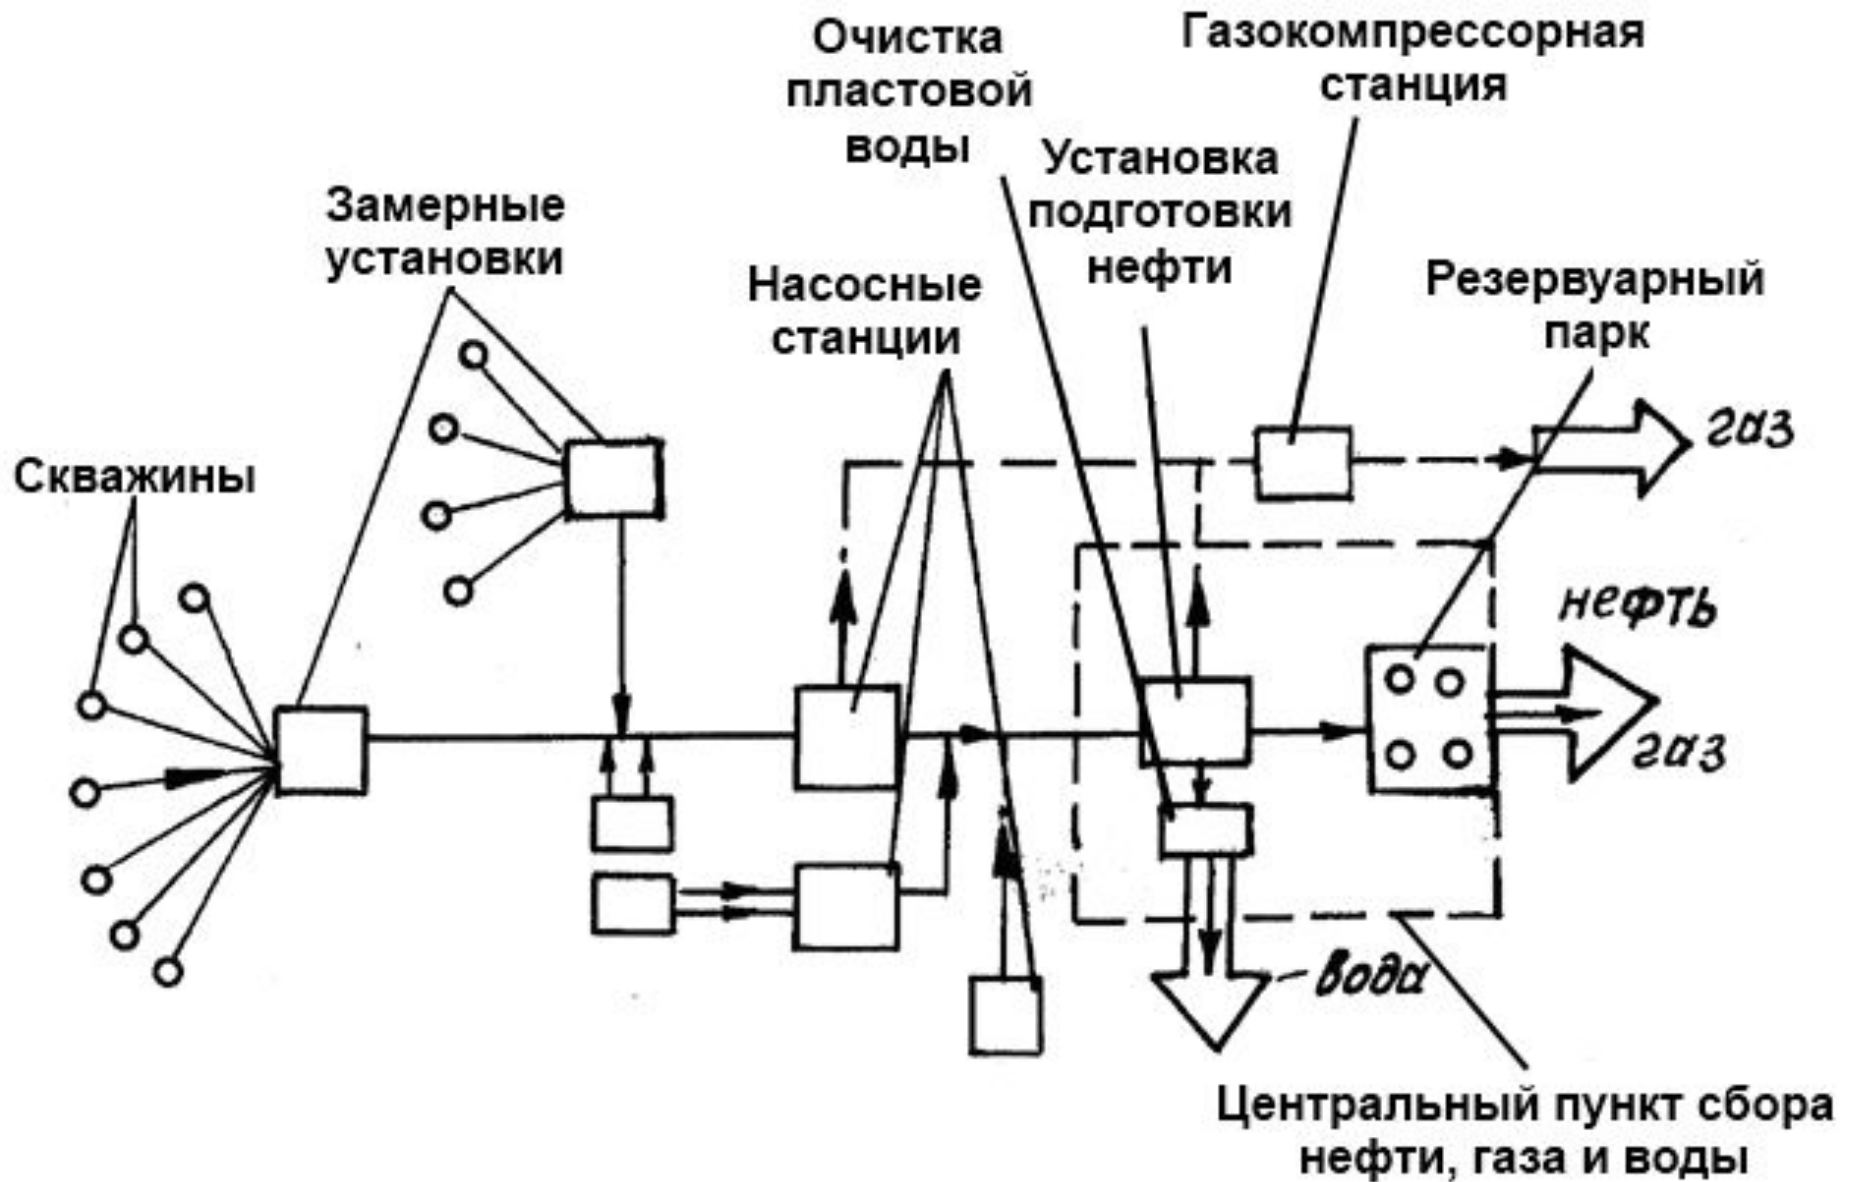 Очистка
пластовой
воды
Газокомпрессорная
станция
Установка
подготовки
нефти
Замерные
установки
Насосные
станции
Резервуарный
парк
газ
Скважины
нефть
газ
вода
Центральный пункт сбора
нефти, газа и воды